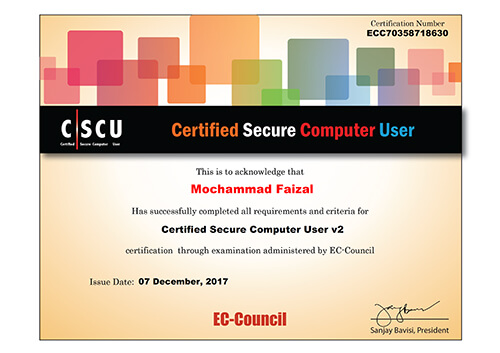 Certification Number
ECC70358718630
C|SCU
Certified Secure Computer User
Certified Secure Computer User
This is to acknowledge that
Mochammad Faizal
Has successfully completed all requirements and criteria for
Certified Secure Computer User v2
certification through examination administered by EC-Council
Issue Date: 07 December, 2017
EC-Council
Sanjay Bavisi, President